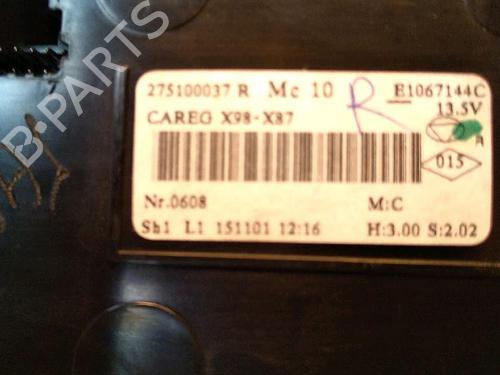 B-PARTS
275100037 R Mc 10 R E1067144C
CAREG X98-X87 13.5V
R
015
Nr.0608 M:C
Sh1 L1 151101 12:16 H:3.00 S:2.02